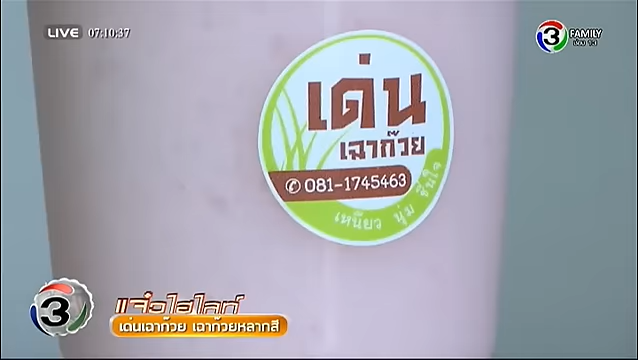 LIVE 07:10:37
3 FAMILY
เด่น
เฉาก๊วย
081-1745463
เหนียว นุ่ม ชื่นใจ
3
แจ๋วไฮไลท์
เด่นเฉาก๊วย เฉาก๊วยหลากสี